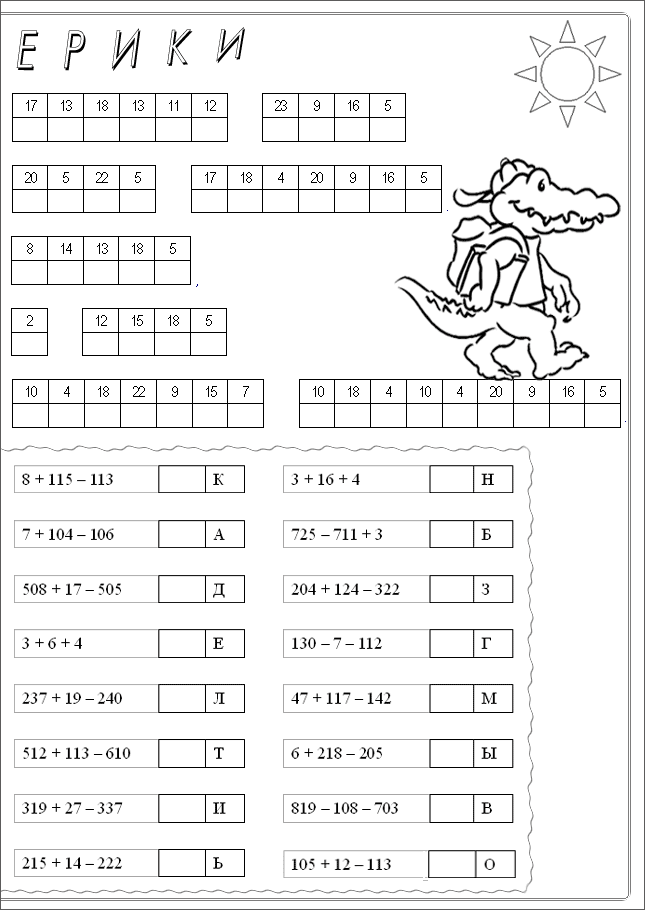 ЕРИКИ
17 13 18 13 11 12 23 9 16 5
20 5 22 5 17 18 4 20 9 16 5 .
8 14 13 18 5 ,
2 12 15 18 5
10 4 18 22 9 15 7 10 18 4 10 4 20 9 16 5 .
8 + 115 – 113 К 3 + 16 + 4 Н
7 + 104 – 106 А 725 – 711 + 3 Б
508 + 17 – 505 Д 204 + 124 – 322 З
3 + 6 + 4 Е 130 – 7 – 112 Г
237 + 19 – 240 Л 47 + 117 – 142 М
512 + 113 – 610 Т 6 + 218 – 205 Ы
319 + 27 – 337 И 819 – 108 – 703 В
215 + 14 – 222 Ь 105 + 12 – 113 О